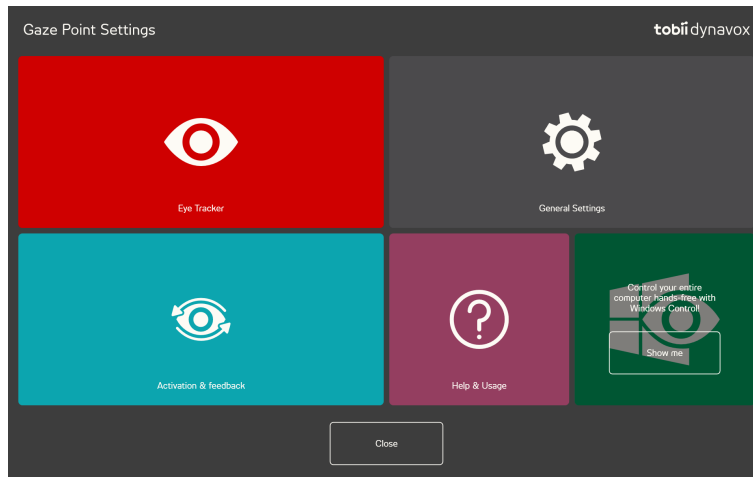 Gaze Point Settings
tobii dynavox
Eye Tracker
General Settings
Activation & feedback
Help & Usage
Control your entire
computer hands-free with
Windows Control!
Show me
Close